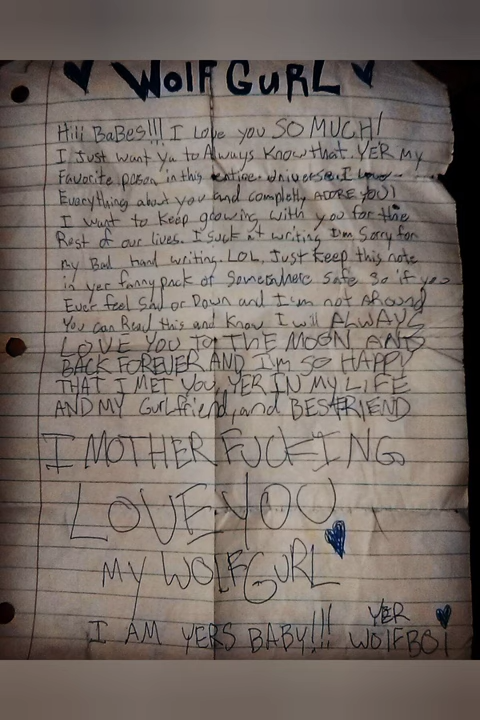 WOLF GURL
Hiii BaBes!!! I Love you SO MUCH!
I Just want ya to Always Know that. YER My
Favorite person in this entire universe. I Love
Everything about you and completly ADORE YOU!
I want to Keep growing with you for the
Rest of our lives. I suck at writing I'm Sorry for
my Bad hand writing. LOL. Just Keep this note
in yer fannypack or Somewhere safe so if you
Ever feel Sad or Down and I am not Around
You can Read this and Know I will ALWAYS
LOVE YOU TO THE MOON AND
BACK FOREVER AND I'm SO HAPPY
THAT I MET YOU. YER IN MY LIFE
AND MY Gurlfriend, and BESTFRIEND
I MOTHER FUCKING
LOVE YOU
MY WOLFGURL
YER
I AM YERS BABY!!! WOlFBOi